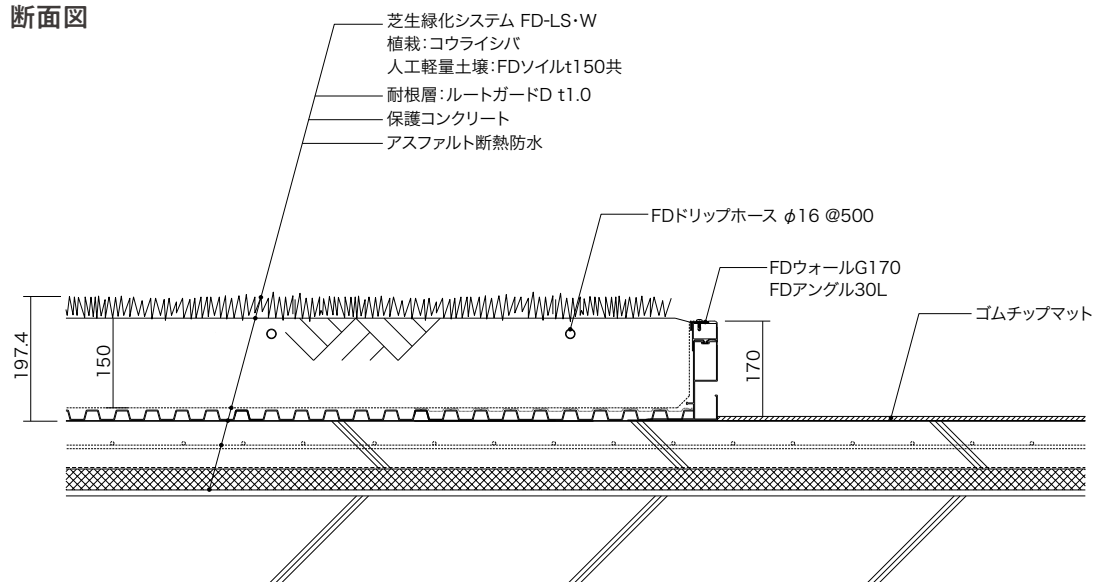 断面図
芝生緑化システム FD-LS・W
植栽：コウライシバ
人工軽量土壌：FDソイルt150共
耐根層：ルートガードD t1.0
保護コンクリート
アスファルト断熱防水
FDドリップホース φ16 @500
FDウォールG170
FDアングル30L
ゴムチップマット
197.4
150
170